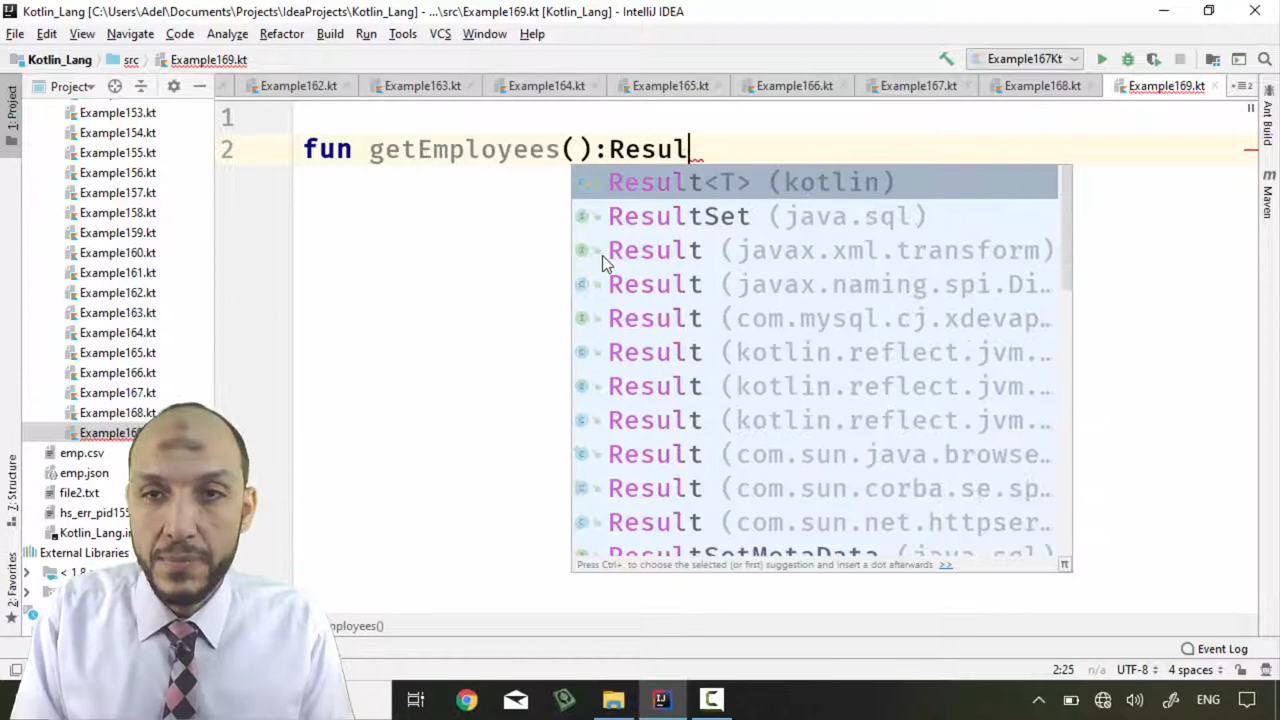 Kotlin_Lang [C:\Users\Adel\Documents\Projects\IdeaProjects\Kotlin_Lang] - ...\src\Example169.kt [Kotlin_Lang] - IntelliJ IDEA
File Edit View Navigate Code Analyze Refactor Build Run Tools VCS Window Help
Kotlin_Lang src Example169.kt Example167Kt
1: Project Project Example162.kt Example163.kt Example164.kt Example165.kt Example166.kt Example167.kt Example168.kt Example169.kt
Ant Build
Maven
Example153.kt
Example154.kt
Example155.kt
Example156.kt
Example157.kt
Example158.kt
Example159.kt
Example160.kt
Example161.kt
Example162.kt
Example163.kt
Example164.kt
Example165.kt
Example166.kt
Example167.kt
Example168.kt
emp.csv
emp.json
file2.txt
External Libraries
Z: Structure
2: Favorites
1
2 fun getEmployees():Resul
Result<T> (kotlin)
ResultSet (java.sql)
Result (javax.xml.transform)
Result (javax.naming.spi.Di…
Result (com.mysql.cj.xdevap…
Result (kotlin.reflect.jvm.…
Result (kotlin.reflect.jvm.…
Result (kotlin.reflect.jvm.…
Result (com.sun.java.browse…
Result (com.sun.corba.se.sp…
Result (com.sun.net.httpser…
ResultSetMetaData (java.sql)
Press Ctrl+. to choose the selected (or first) suggestion and insert a dot afterwards >>
π
Event Log
2:25 n/a UTF-8 4 spaces
ENG